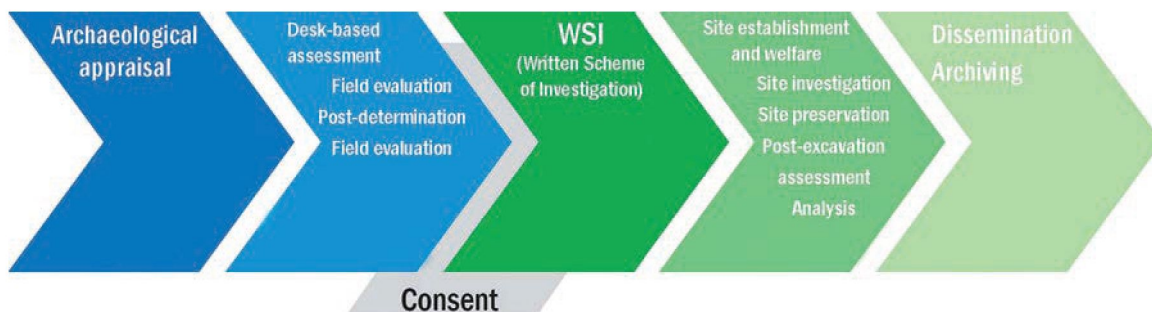 Archaeological
appraisal
Desk-based
assessment
Field evaluation
Post-determination
Field evaluation
WSI
(Written Scheme
of Investigation)
Site establishment
and welfare
Site investigation
Site preservation
Post-excavation
assessment
Analysis
Dissemination
Archiving
Consent